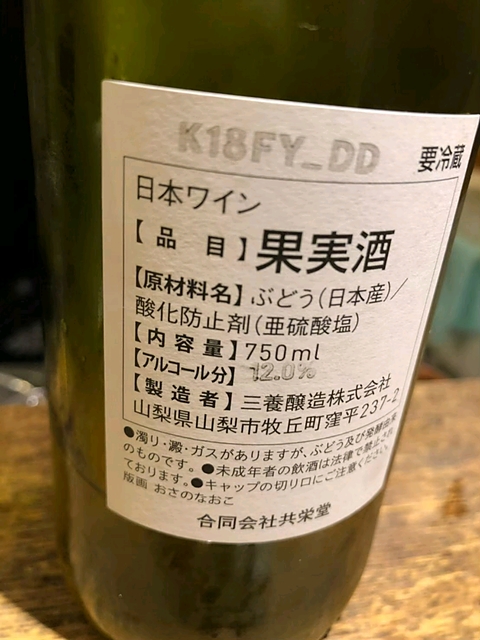 K18FY_DD
要冷蔵
日本ワイン
【品 目】果実酒
【原材料名】ぶどう(日本産)/
酸化防止剤(亜硫酸塩)
【内容量】750ml
【アルコール分】12.0%
【製造者】三養醸造株式会社
山梨県山梨市牧丘町窪平237-2
●濁り・澱・ガスがありますが、ぶどう及び発酵由来
のものです。●未成年者の飲酒は法律で禁止され
ております。●キャップの切り口にご注意ください。
版画 おさのなおこ
合同会社共栄堂